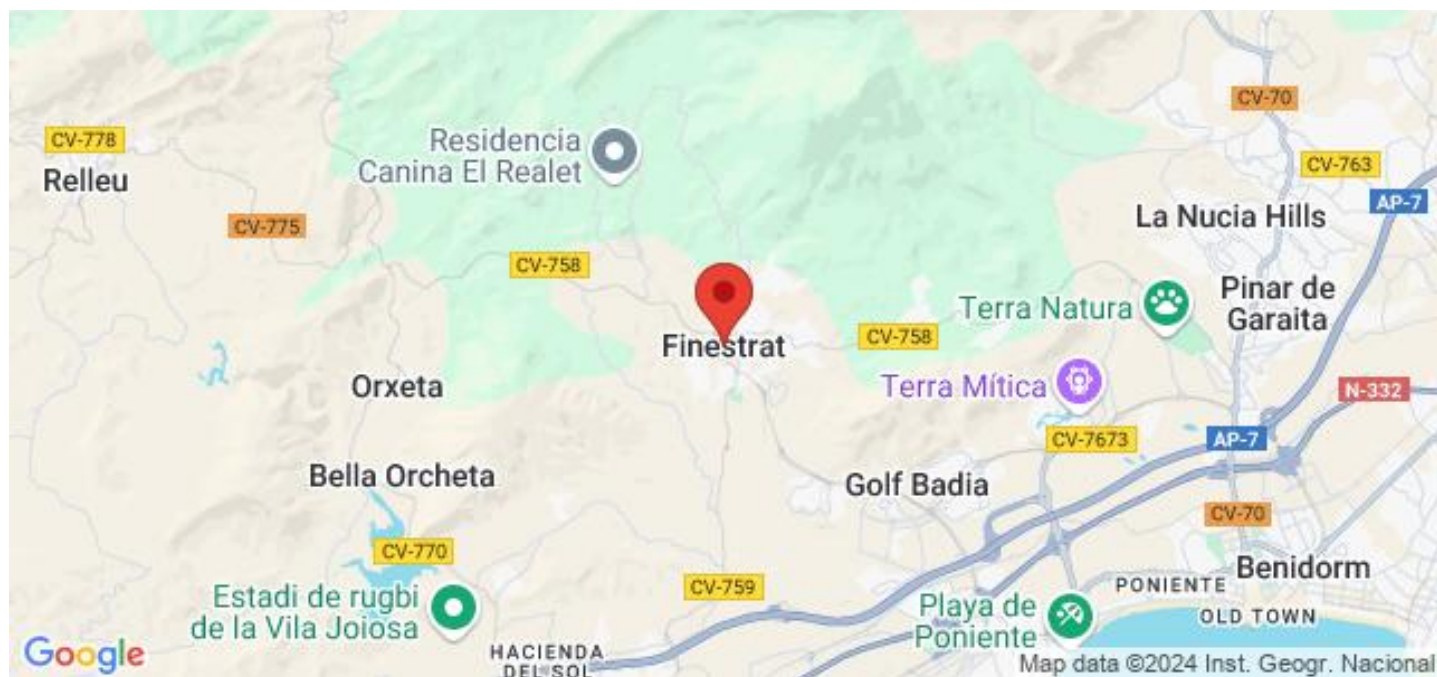 CV-70
CV-778
Residencia
Canina El Realet
CV-763
Relleu
AP-7
CV-775
La Nucia Hills
CV-758
Terra Natura
Pinar de
Garaita
Finestrat
CV-758
Orxeta
Terra Mítica
N-332
CV-7673
AP-7
Bella Orcheta
Golf Badia
CV-70
CV-770
Benidorm
CV-759
PONIENTE
Estadi de rugbi
de la Vila Joiosa
Playa de
Poniente
OLD TOWN
HACIENDA
DEL SOL
Google
Map data ©2024 Inst. Geogr. Nacional